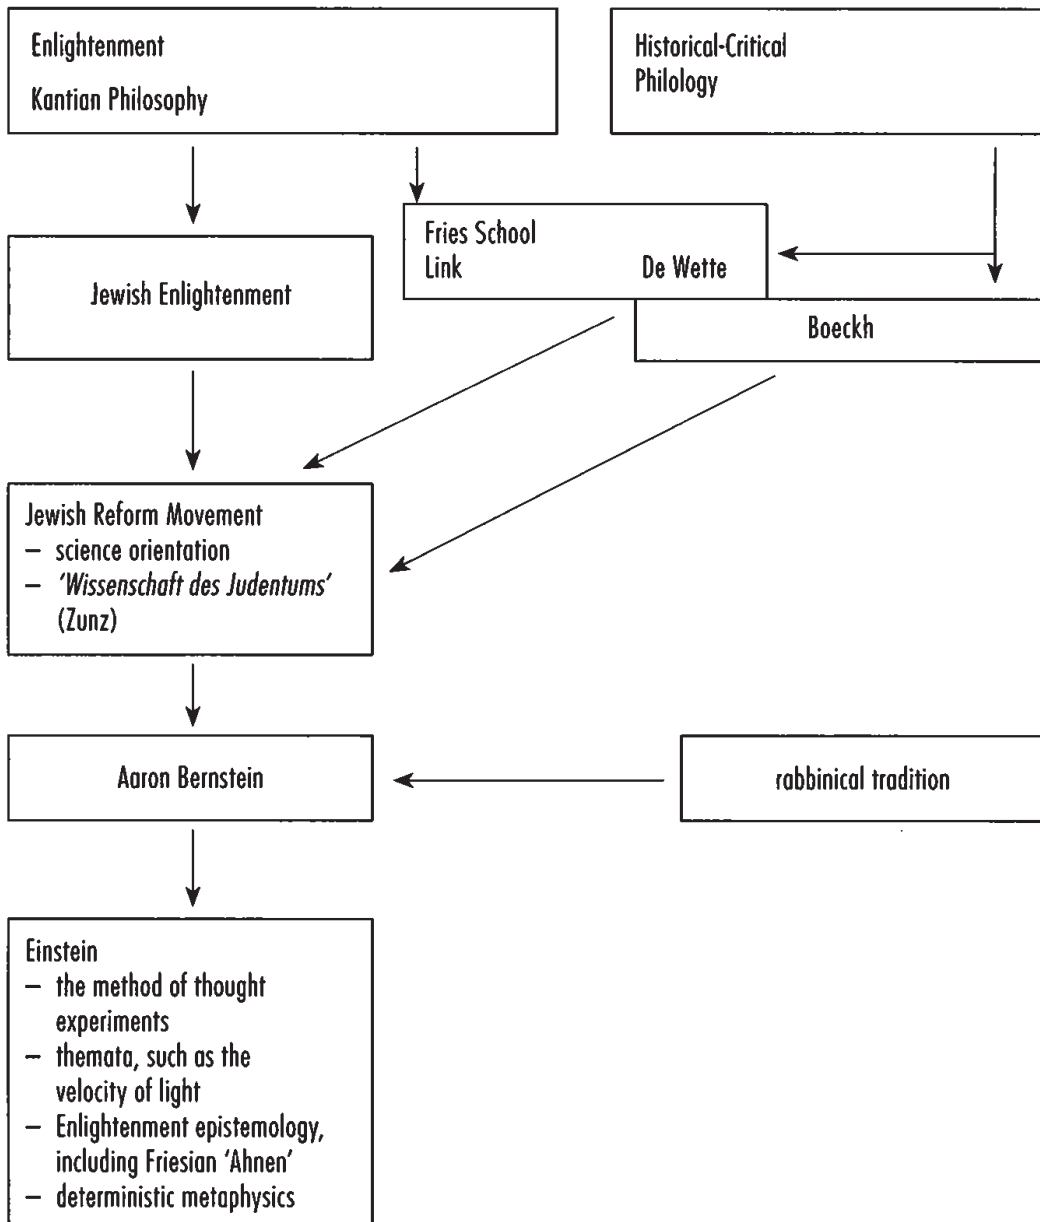 Enlightenment
Kantian Philosophy
Historical-Critical
Philology
Fries School
Link De Wette
Jewish Enlightenment
Boeckh
Jewish Reform Movement
– science orientation
– 'Wissenschaft des Judentums'
(Zunz)
Aaron Bernstein
rabbinical tradition
Einstein
– the method of thought
experiments
– themata, such as the
velocity of light
– Enlightenment epistemology,
including Friesian 'Ahnen'
– deterministic metaphysics